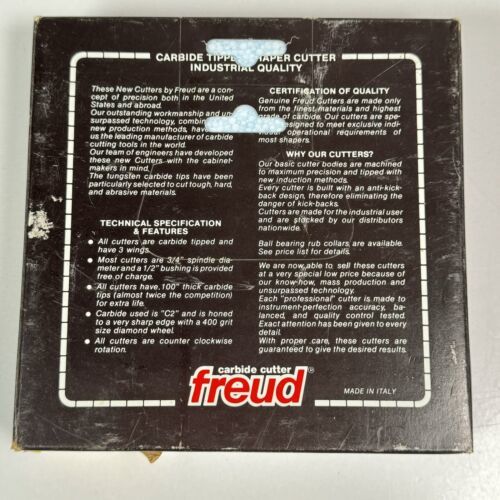 CARBIDE TIPPED SHAPER CUTTER
INDUSTRIAL QUALITY
These New Cutters by Freud are a con-
cept of precision both in the United
States and abroad.
Our outstanding workmanship and un-
surpassed technology, combin
new production methods, have
us the leading manufacturer of carbide
cutting tools in the world.
Our team of engineers have developed
these new Cutters with the cabinet-
makers in mind.
The tungsten carbide tips have been
particularly selected to cut tough, hard,
and abrasive materials.
TECHNICAL SPECIFICATION
& FEATURES
• All cutters are carbide tipped and
have 3 wings.
• Most cutters are 3/4" spindle dia-
meter and a 1/2" bushing is provided
free of charge.
• All cutters have .100" thick carbide
tips (almost twice the competition)
for extra life.
• Carbide used is "C2" and is honed
to a very sharp edge with a 400 grit
size diamond wheel.
• All cutters are counter clockwise
rotation.
CERTIFICATION OF QUALITY
Genuine Freud Cutters are made only
from the finest materials and highest
grade of carbide. Our cutters are spe-
designed to meet exclusive indi-
operational requirements of
most shapers.
WHY OUR CUTTERS?
Our basic cutter bodies are machined
to maximum precision and tipped with
new induction methods.
Every cutter is built with an anti-kick-
back design, therefore eliminating the
danger of kick-backs.
Cutters are made for the industrial user
and are stocked by our distributors
nationwide.
Ball bearing rub collars are available.
See price list for details.
We are now able to sell these cutters
at a very special low price because of
our know-how, mass production and
unsurpassed technology.
Each "professional" cutter is made to
instrument-perfection accuracy, ba-
lanced, and quality control tested.
Exact attention has been given to every
detail.
With proper care, these cutters are
guaranteed to give the desired results.
carbide cutter
freud®
MADE IN ITALY